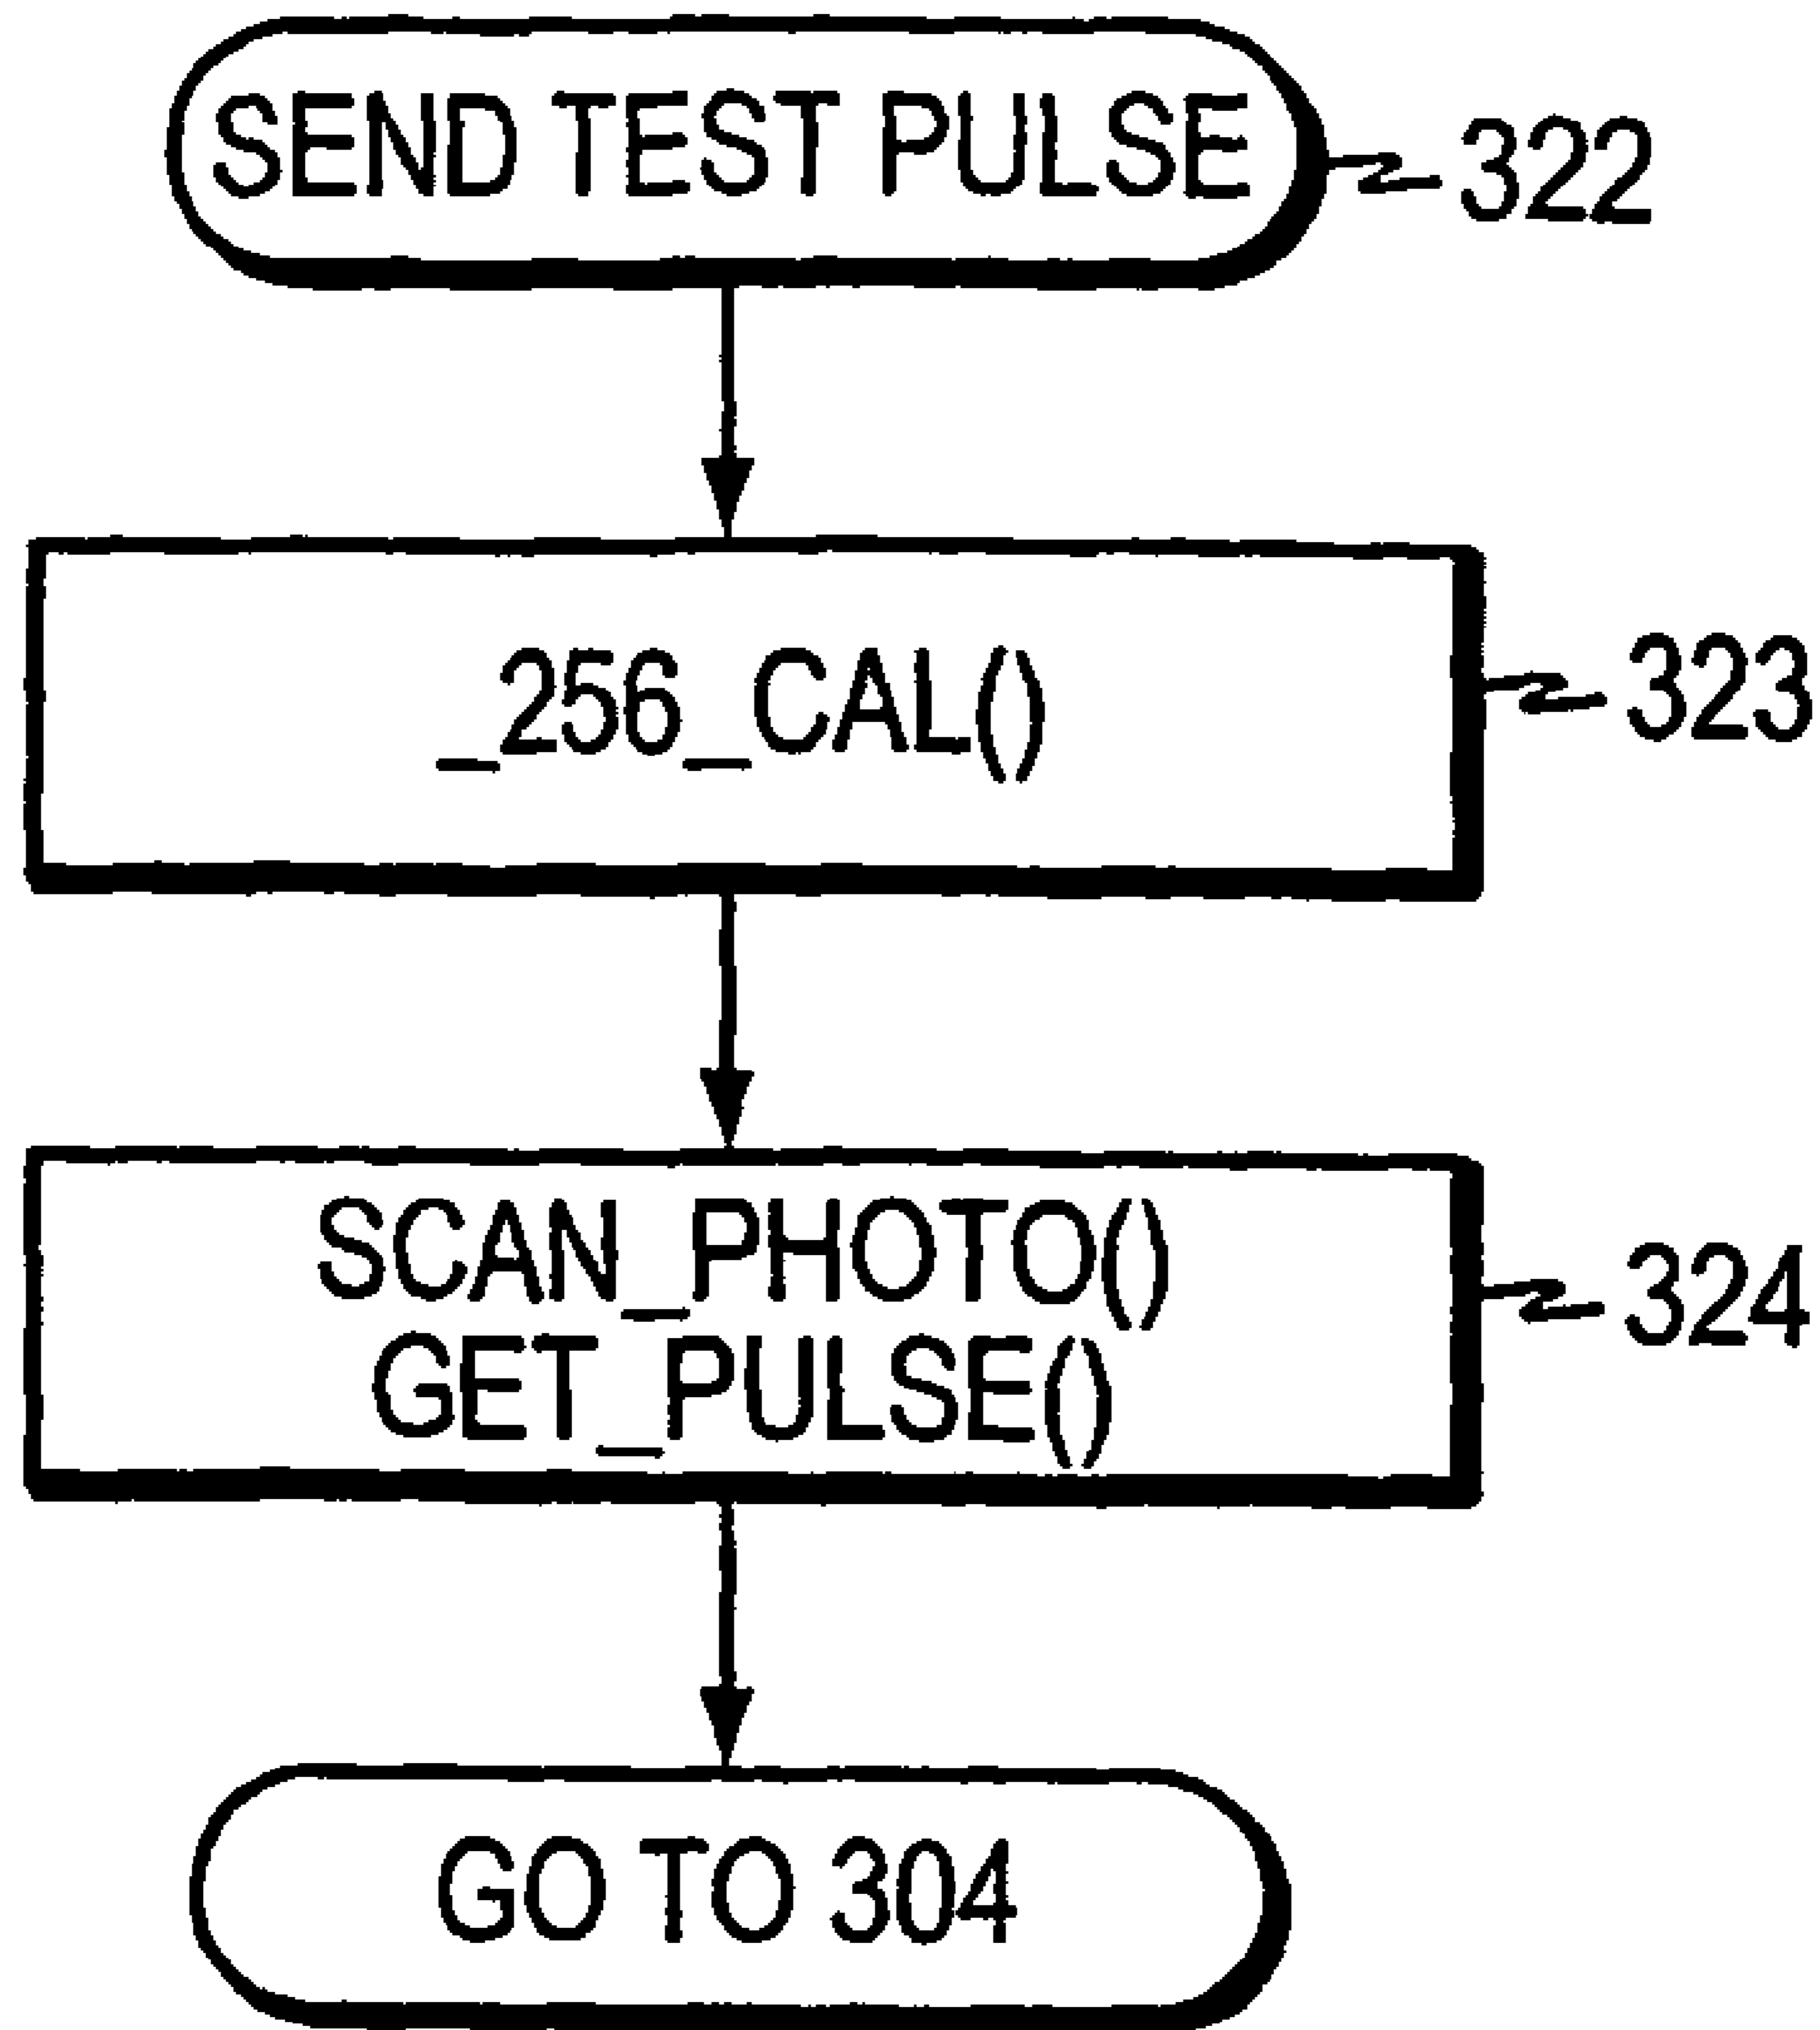 SEND TEST PULSE
322
_256_CAL()
323
SCAN_PHOTO()
GET_PULSE()
324
GO TO 304